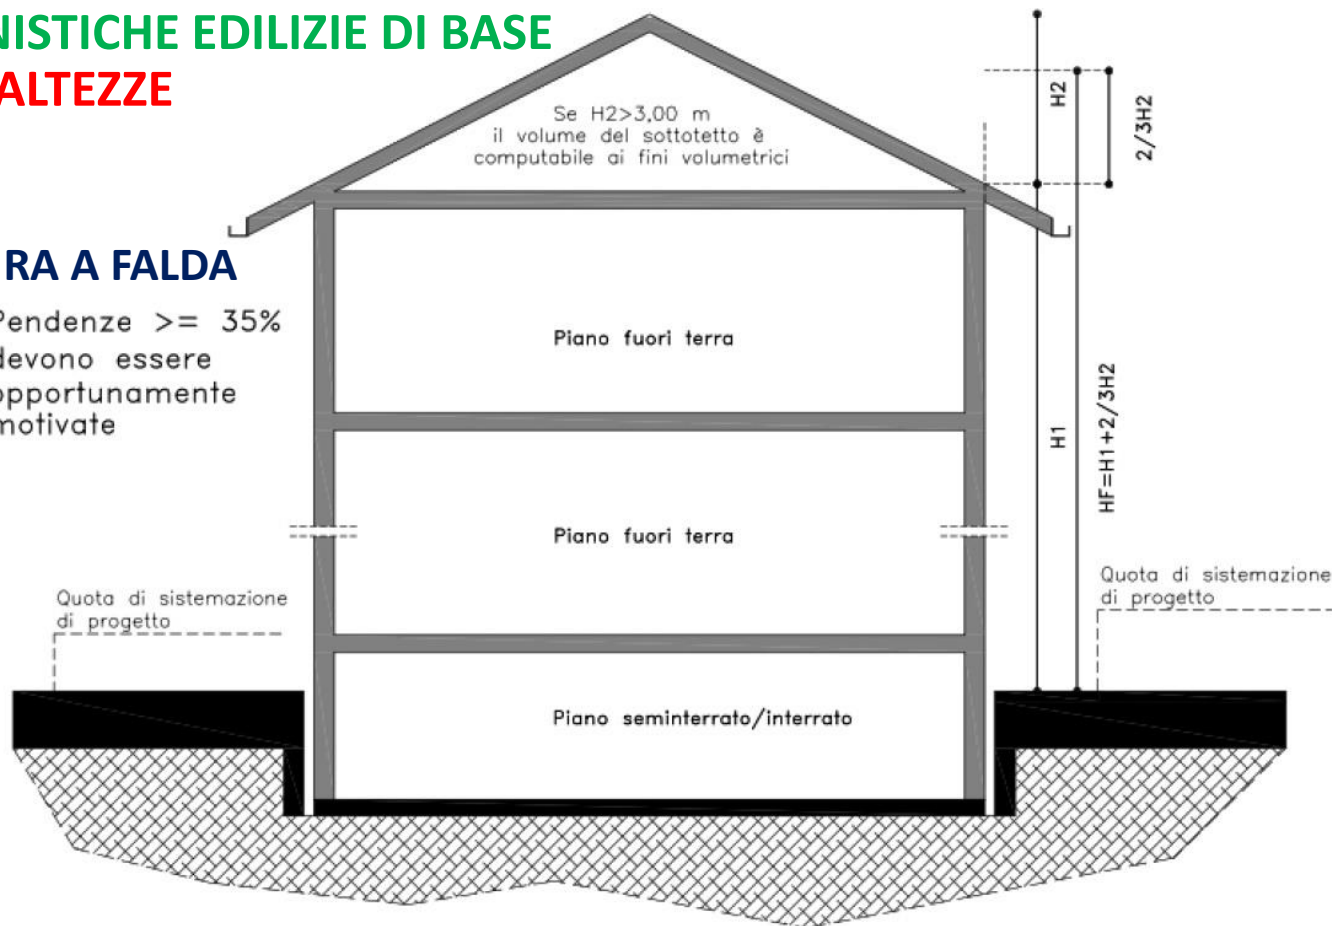 NISTICHE EDILIZIE DI BASE
ALTEZZE
Se H2>3,00 m
il volume del sottotetto è
computabile ai fini volumetrici
H2
2/3H2
RA A FALDA
Pendenze >= 35%
devono essere
opportunamente
motivate
Piano fuori terra
H1
HF=H1+2/3H2
Piano fuori terra
Quota di sistemazione
di progetto
Quota di sistemazione
di progetto
Piano seminterrato/interrato